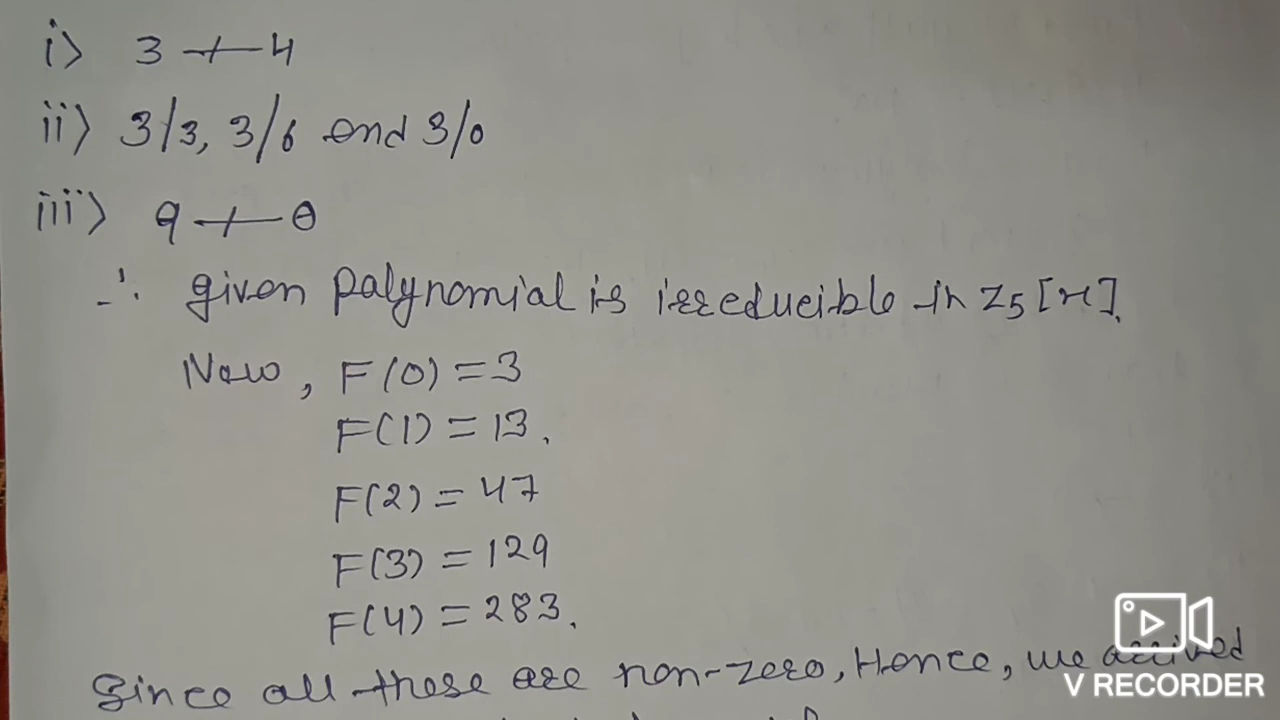 i) 3 ∤ 4
ii) 3/3, 3/6 and 3/0
iii) 9 ∤ 0
∴ given palynomial is irreducible in Z5 [x].
Now, F(0) = 3
F(1) = 13.
F(2) = 47
F(3) = 129
F(4) = 283.
Since all these are non-zero, Hence, we arrived
V RECORDER